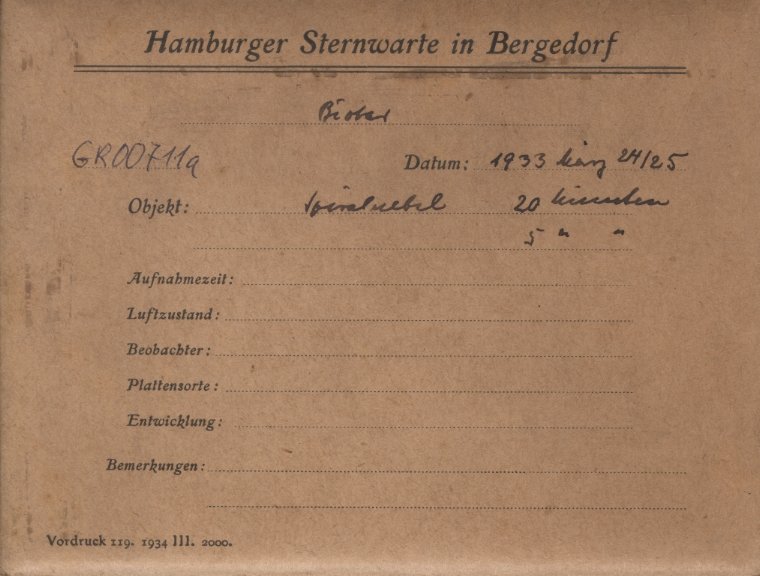 Hamburger Sternwarte in Bergedorf
GR00711a
Datum: 1933 März 24/25
Objekt: Spiralnebel 20 Minuten
5 " "
Aufnahmezeit:
Luftzustand:
Beobachter:
Plattensorte:
Entwicklung:
Bemerkungen:
Vordruck 119. 1934 III. 2000.